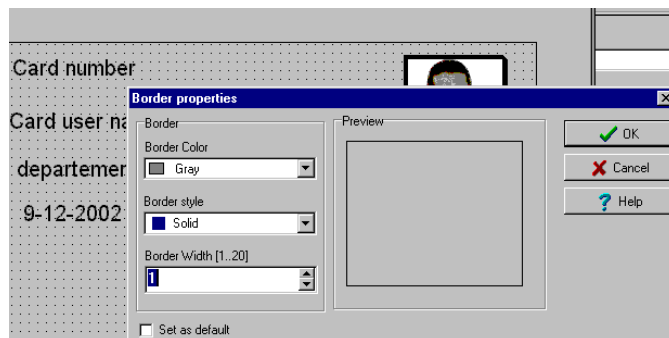 Card number
Card user na
departemer
9-12-2002
Border properties
Border
Border Color
Gray
Border style
Solid
Border Width [1..20]
1
Set as default
Preview
OK
Cancel
Help